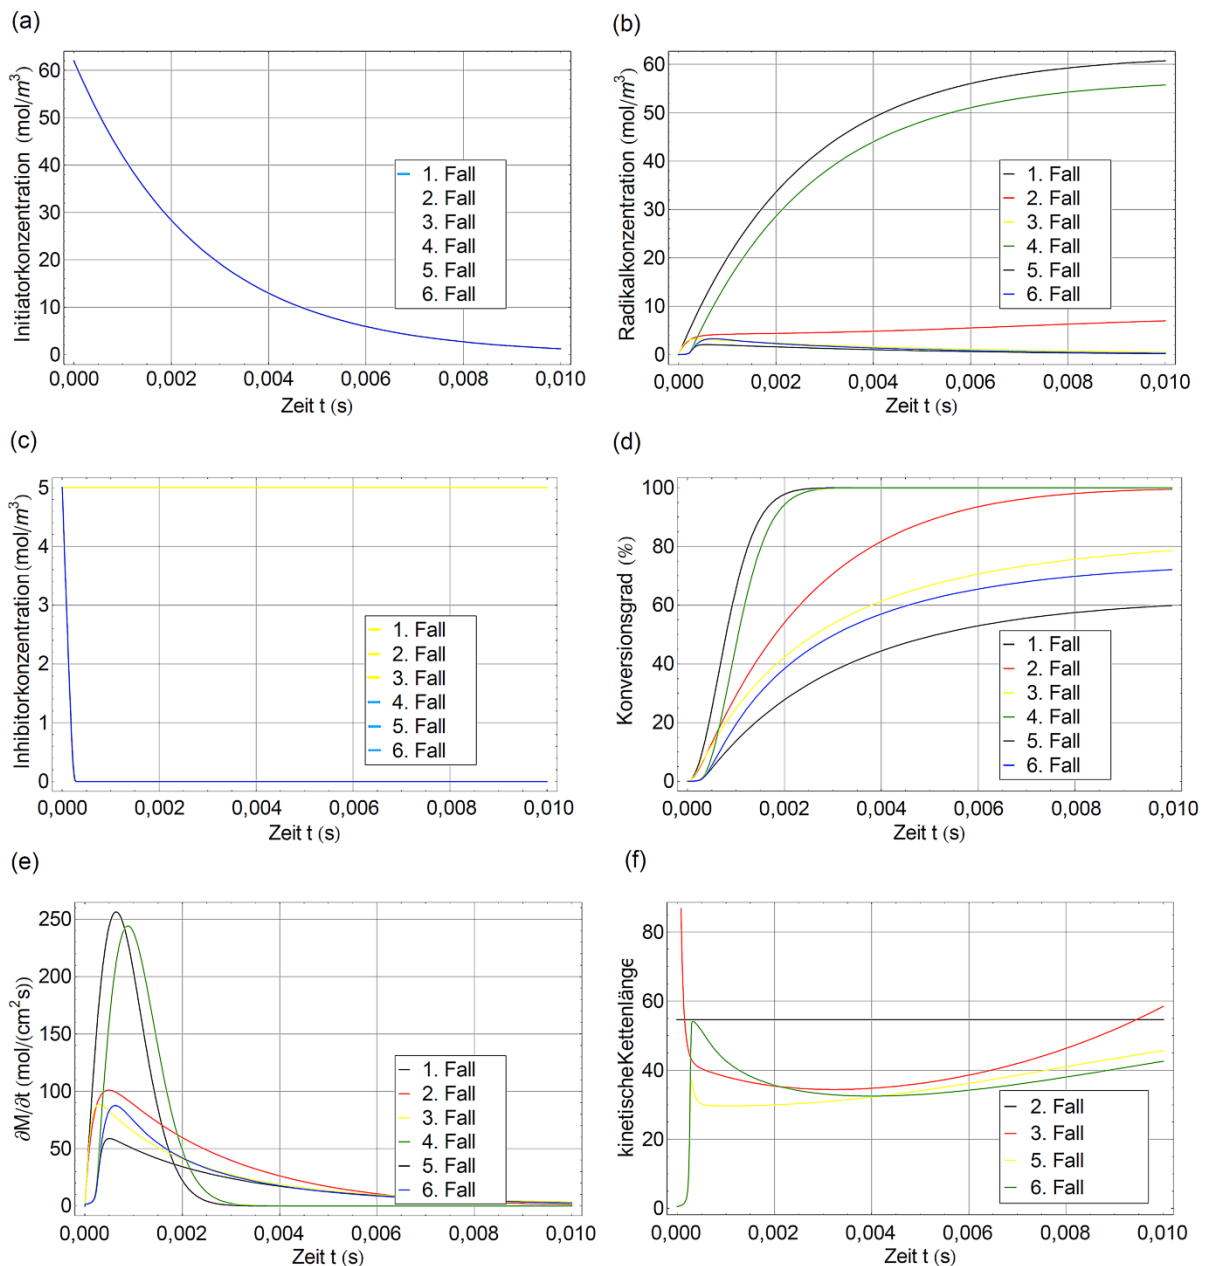 (a)
Initiatorkonzentration (mol/m³)
60
50
40
30
20
10
0
0,000 0,002 0,004 0,006 0,008 0,010
Zeit t (s)
1. Fall
2. Fall
3. Fall
4. Fall
5. Fall
6. Fall
(b)
Radikalkonzentration (mol/m³)
60
50
40
30
20
10
0
0,000 0,002 0,004 0,006 0,008 0,010
Zeit t (s)
1. Fall
2. Fall
3. Fall
4. Fall
5. Fall
6. Fall
(c)
Inhibitorkonzentration (mol/m³)
5
4
3
2
1
0
0,000 0,002 0,004 0,006 0,008 0,010
Zeit t (s)
1. Fall
2. Fall
3. Fall
4. Fall
5. Fall
6. Fall
(d)
Konversionsgrad (%)
100
80
60
40
20
0
0,000 0,002 0,004 0,006 0,008 0,010
Zeit t (s)
1. Fall
2. Fall
3. Fall
4. Fall
5. Fall
6. Fall
(e)
∂M/∂t (mol/(cm²s))
250
200
150
100
50
0
0,000 0,002 0,004 0,006 0,008 0,010
Zeit t (s)
1. Fall
2. Fall
3. Fall
4. Fall
5. Fall
6. Fall
(f)
kinetischeKettenlänge
80
60
40
20
0
0,000 0,002 0,004 0,006 0,008 0,010
Zeit t (s)
2. Fall
3. Fall
5. Fall
6. Fall